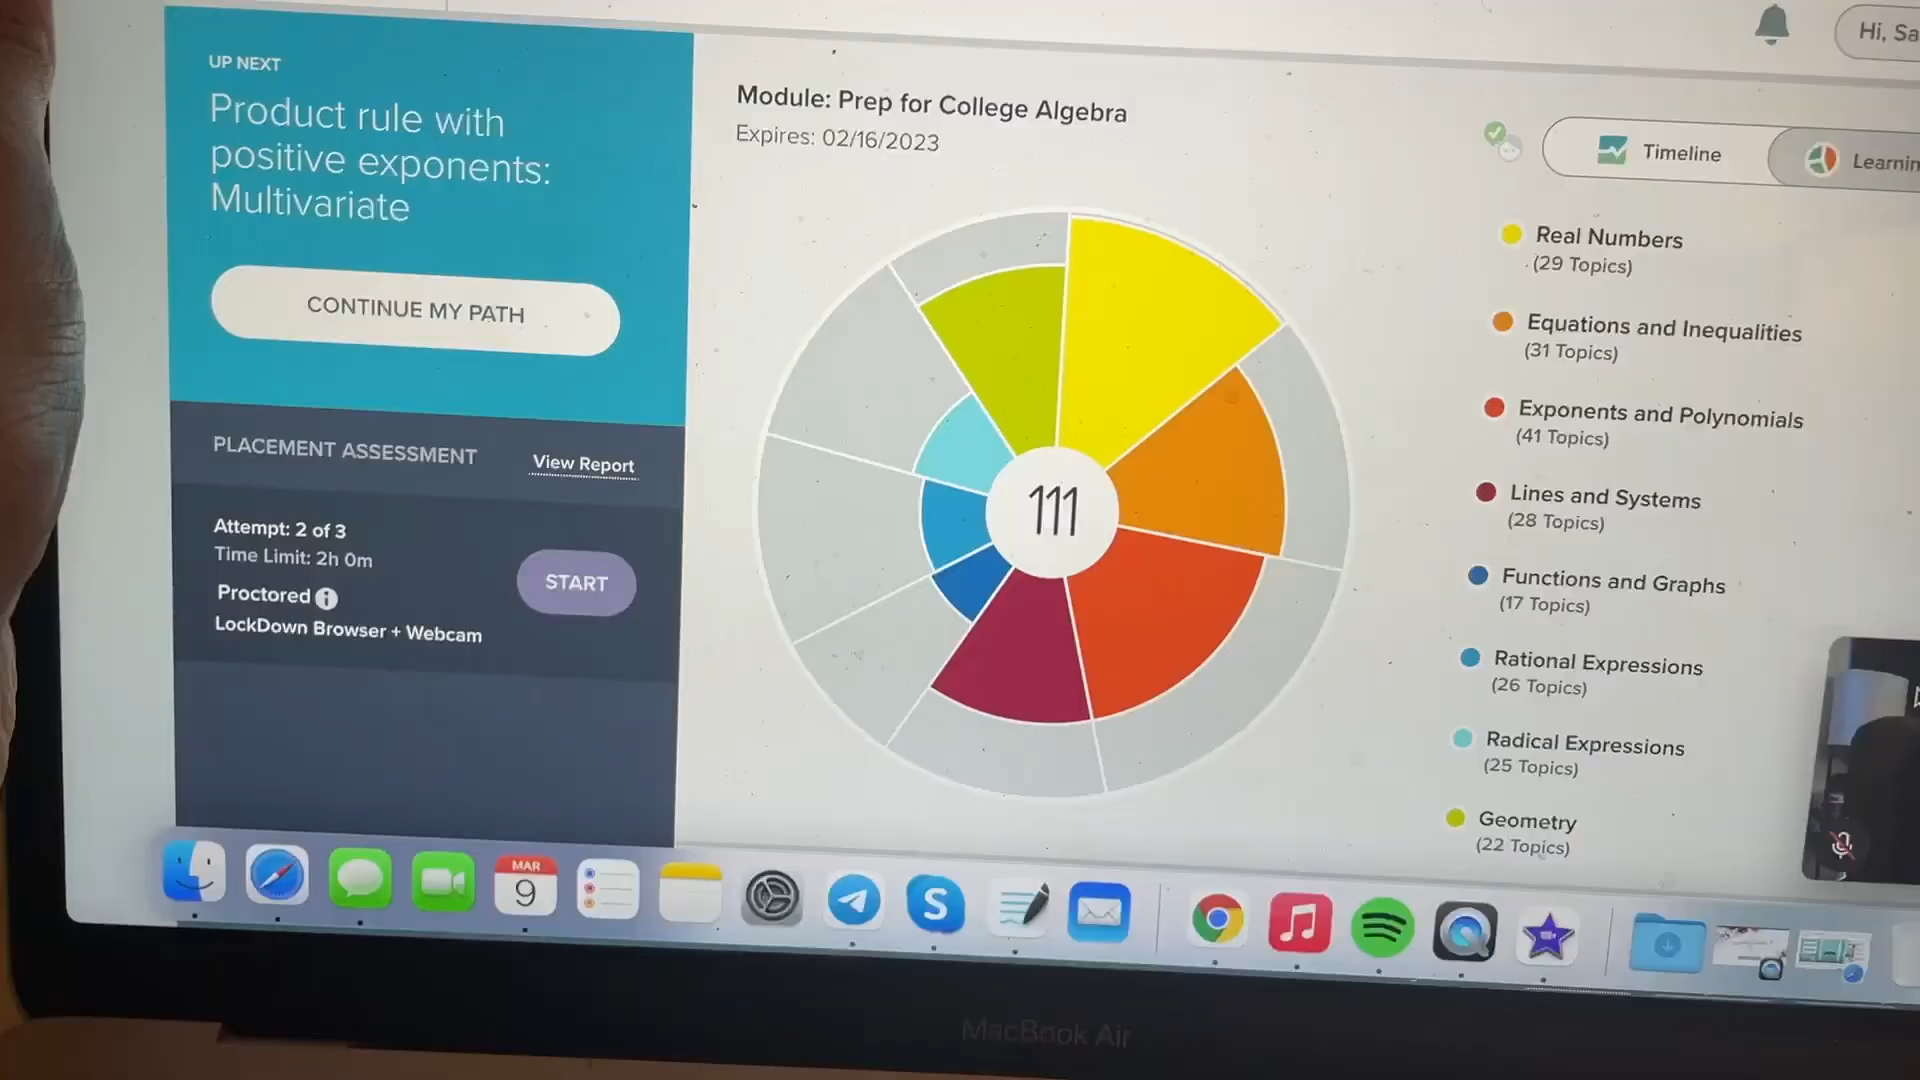 Hi, Sa
UP NEXT
Product rule with
positive exponents:
Multivariate
CONTINUE MY PATH
PLACEMENT ASSESSMENT
View Report
Attempt: 2 of 3
Time Limit: 2h 0m
Proctored
LockDown Browser + Webcam
START
Module: Prep for College Algebra
Expires: 02/16/2023
Timeline
Learnin
111
Real Numbers
(29 Topics)
Equations and Inequalities
(31 Topics)
Exponents and Polynomials
(41 Topics)
Lines and Systems
(28 Topics)
Functions and Graphs
(17 Topics)
Rational Expressions
(26 Topics)
Radical Expressions
(25 Topics)
Geometry
(22 Topics)
MAR
9
MacBook Air